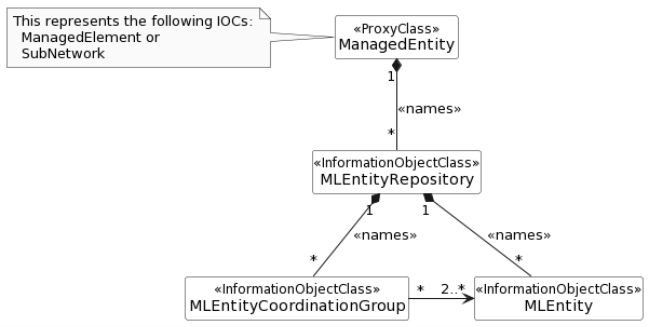 This represents the following IOCs:
ManagedElement or
SubNetwork
«ProxyClass»
ManagedEntity
1
«names»
*
«InformationObjectClass»
MLEntityRepository
1
1
«names»
«names»
*
*
«InformationObjectClass»
MLEntityCoordinationGroup
*
2..*
«InformationObjectClass»
MLEntity